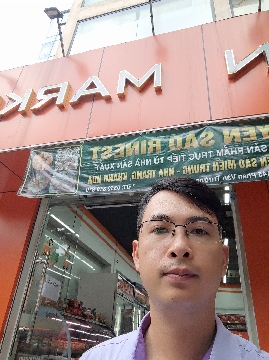 N MARK
YẾN SÀO RINEST
SẢN PHẨM TRỰC TIẾP TỪ NHÀ SẢN XUẤT
YẾN SÀO MIỀN TRUNG - NHA TRANG, KHÁNH HÒA